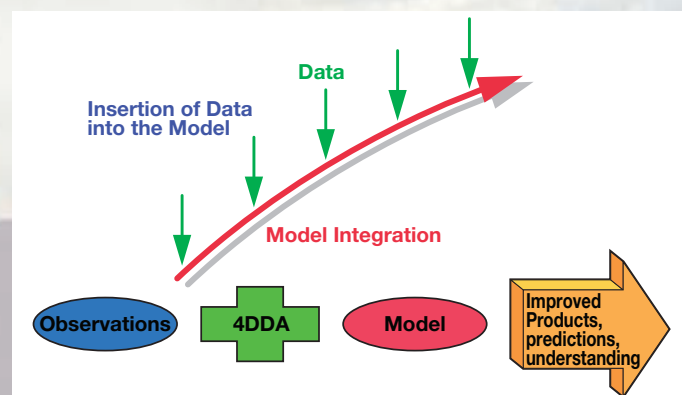 Data
Insertion of Data
into the Model
Model Integration
Observations
4DDA
Model
Improved
Products,
predictions,
understanding